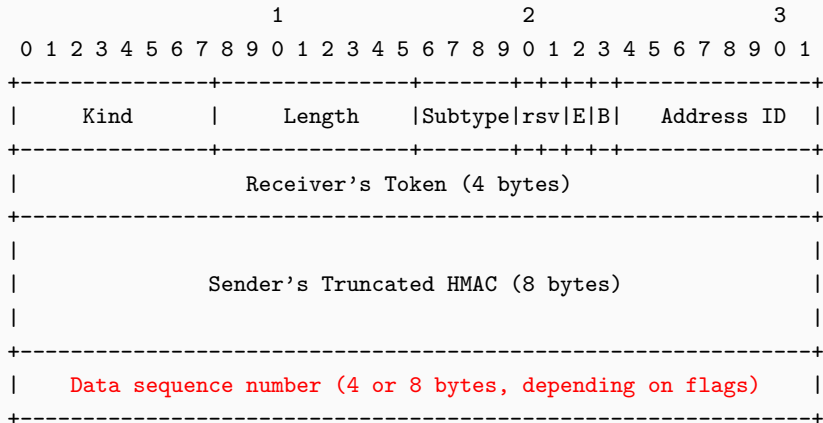 1                   2                   3
 0 1 2 3 4 5 6 7 8 9 0 1 2 3 4 5 6 7 8 9 0 1 2 3 4 5 6 7 8 9 0 1
+---------------+---------------+-------+-+-+-+-+---------------+
|     Kind      |     Length    |Subtype|rsv|E|B|   Address ID  |
+---------------+---------------+-------+-+-+-+-+---------------+
|                  Receiver's Token (4 bytes)                   |
+---------------------------------------------------------------+
|                                                               |
|               Sender's Truncated HMAC (8 bytes)               |
|                                                               |
+---------------------------------------------------------------+
|    Data sequence number (4 or 8 bytes, depending on flags)    |
+---------------------------------------------------------------+